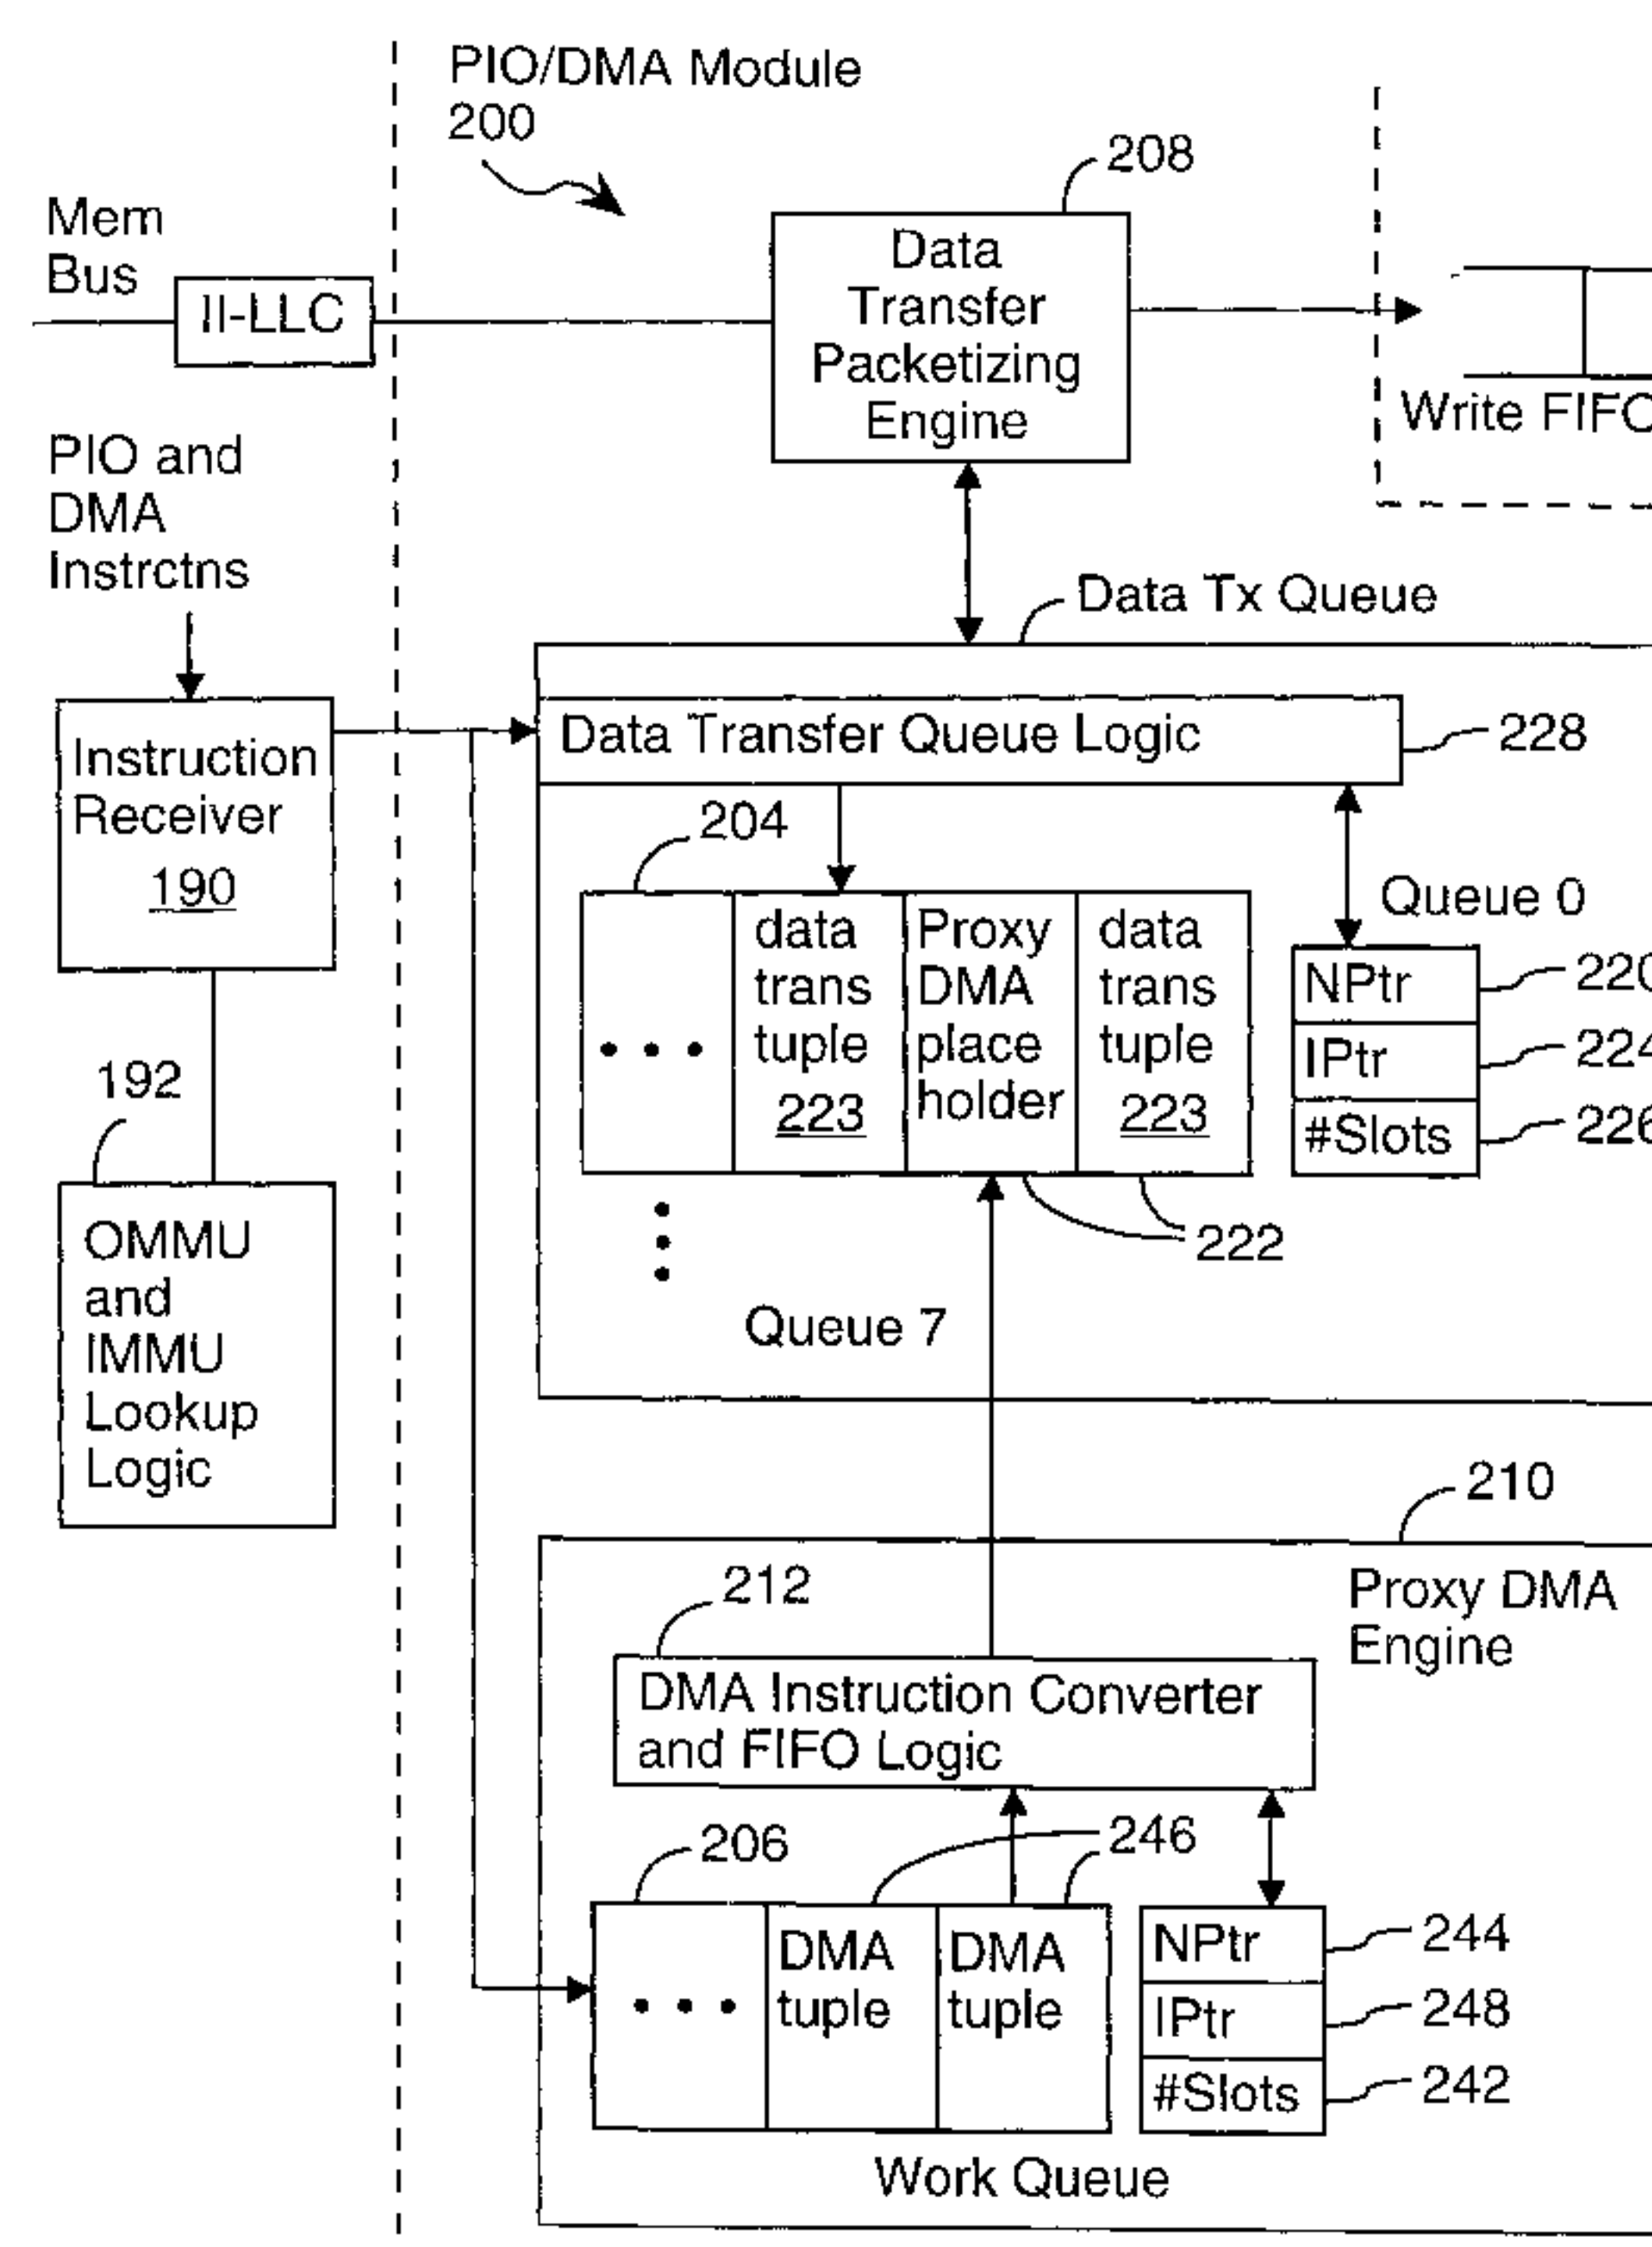 PIO/DMA Module
200
208
Mem
Bus
II-LLC
Data
Transfer
Packetizing
Engine
Write FIFO
PIO and
DMA
Instrctns
Data Tx Queue
Instruction
Receiver
190
Data Transfer Queue Logic
228
204
Queue 0
data
trans
tuple
223
Proxy
DMA
place
holder
data
trans
tuple
223
NPtr
220
IPtr
224
#Slots
226
192
222
OMMU
and
IMMU
Lookup
Logic
Queue 7
210
Proxy DMA
Engine
212
DMA Instruction Converter
and FIFO Logic
206
246
DMA
tuple
DMA
tuple
NPtr
244
IPtr
248
#Slots
242
Work Queue